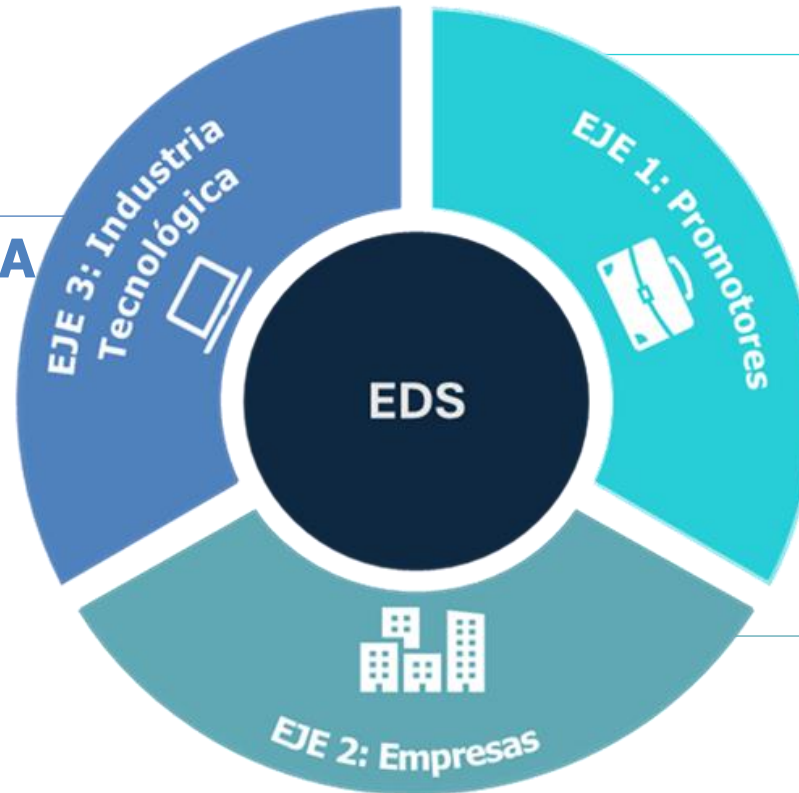 EJE 1: Promotores
EJE 3: Industria
Tecnológica
A
EDS
EJE 2: Empresas